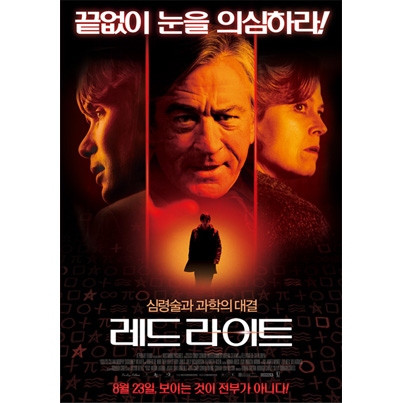 끝없이 눈을 의심하라!
심령술과 과학의 대결
레드 라이트
8월 23일, 보이는 것이 전부가 아니다!